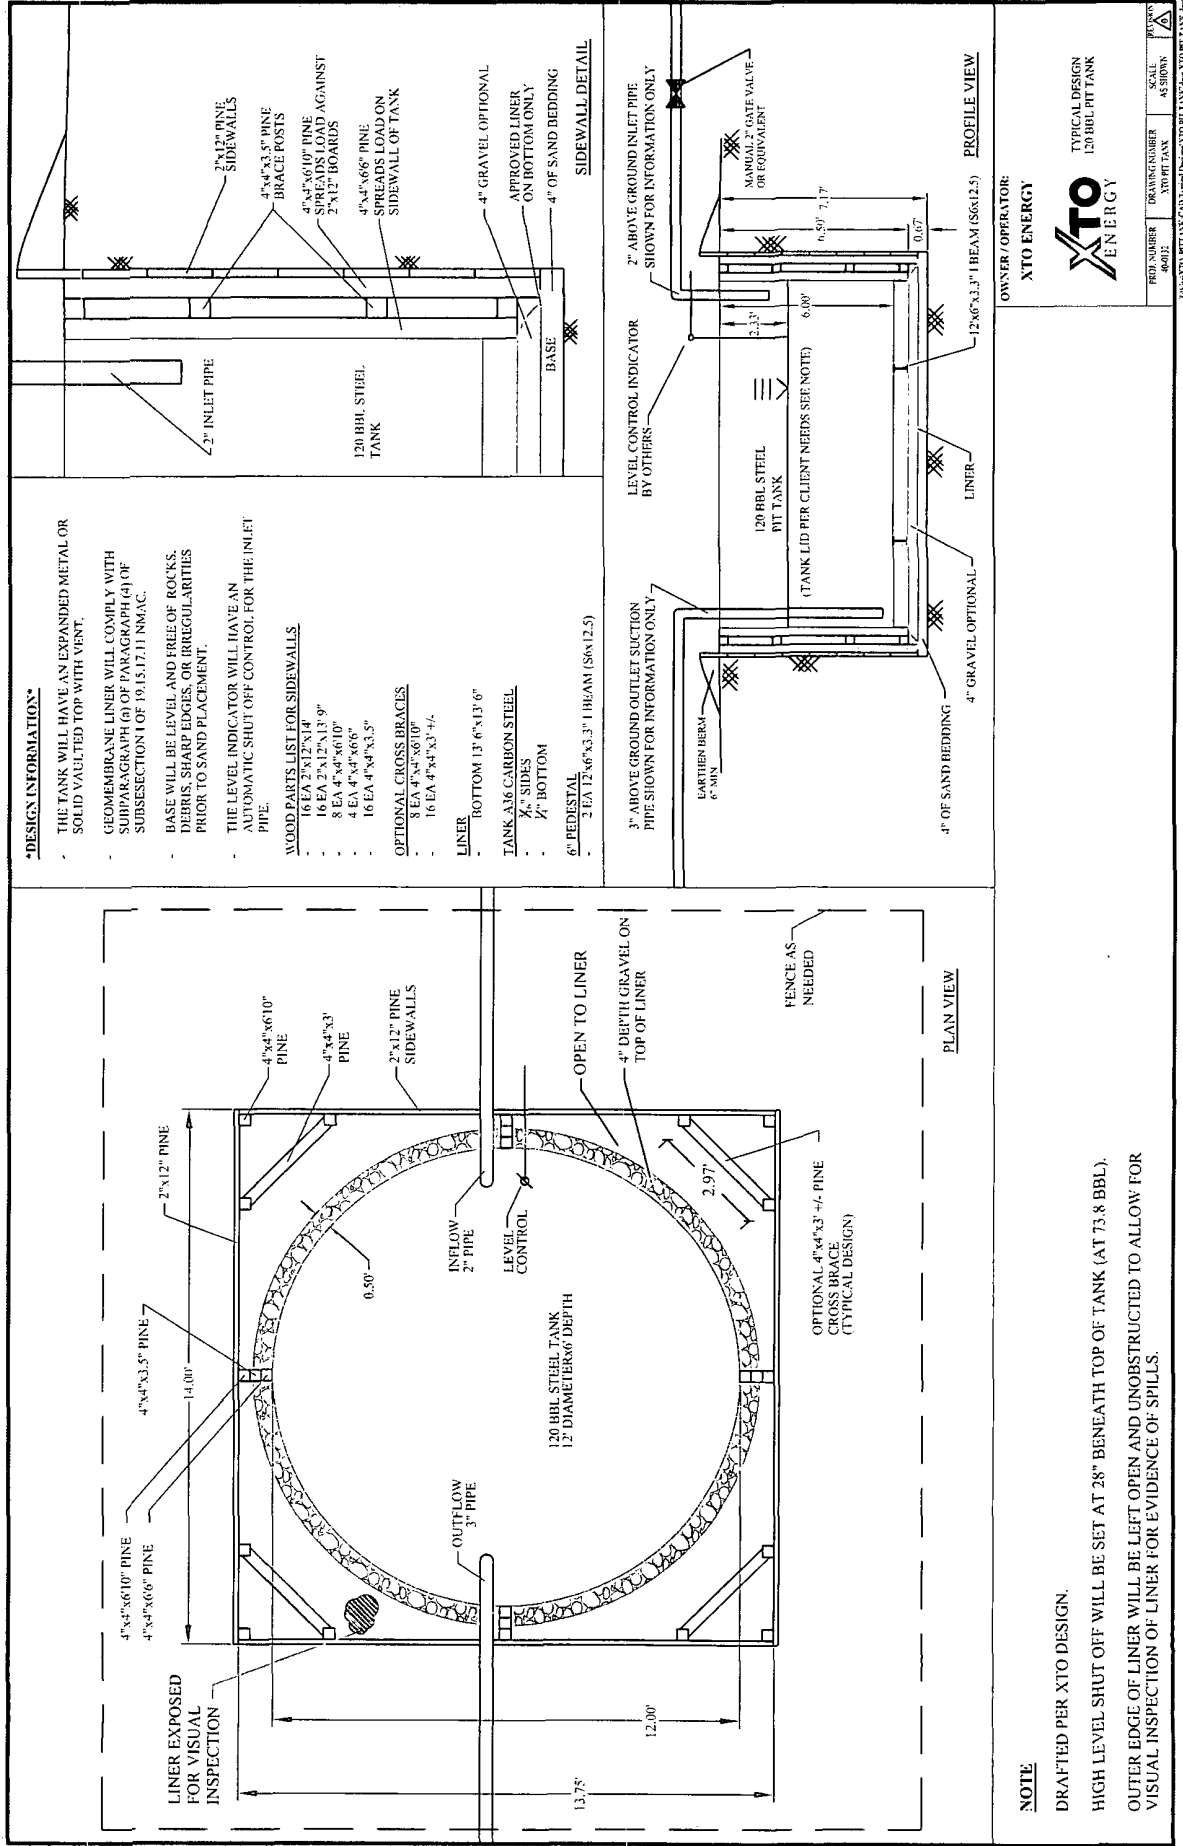 *DESIGN INFORMATION*
- THE TANK WILL HAVE AN EXPANDED METAL OR
SOLID VAULTED TOP WITH VENT.
- GEOMEMBRANE LINER WILL COMPLY WITH
SUBPARAGRAPH (a) OF PARAGRAPH (4) OF
SUBSESECTION I OF 19.15.17.11 NMAC.
- BASE WILL BE LEVEL AND FREE OF ROCKS,
DEBRIS, SHARP EDGES, OR IRREGULARITIES
PRIOR TO SAND PLACEMENT.
- THE LEVEL INDICATOR WILL HAVE AN
AUTOMATIC SHUT OFF CONTROL FOR THE INLET
PIPE.
WOOD PARTS LIST FOR SIDEWALLS
- 16 EA 2"x12"x14'
- 16 EA 2"x12"x13' 9"
- 8 EA 4"x4"x6'10"
- 4 EA 4"x4"x6'6"
- 16 EA 4"x4"x3.5"
OPTIONAL CROSS BRACES
- 8 EA 4"x4"x6'10"
- 16 EA 4"x4"x3' +/-
LINER
- BOTTOM 13' 6"x13' 6"
TANK A36 CARBON STEEL
- SIDES
- BOTTOM
6" PEDESTAL
- 2 EA 12'x6"x3.3" I BEAM (S6x12.5)
2" INLET PIPE
120 BBL STEEL
TANK
BASE
2"x12" PINE
SIDEWALLS
4"x4"x3.5" PINE
BRACE POSTS
4"x4"x6'10" PINE
SPREADS LOAD AGAINST
2"x12" BOARDS
4"x4"x6'6" PINE
SPREADS LOAD ON
SIDEWALL OF TANK
4" GRAVEL OPTIONAL
APPROVED LINER
ON BOTTOM ONLY
4" OF SAND BEDDING
SIDEWALL DETAIL
LINER EXPOSED
FOR VISUAL
INSPECTION
4"x4"x6'10" PINE
4"x4"x6'6" PINE
4"x4"x3.5" PINE
2"x12" PINE
14.00'
4"x4"x6'10"
PINE
4"x4"x3'
PINE
2"x12" PINE
SIDEWALLS
0.50'
OUTFLOW
3" PIPE
INFLOW
2" PIPE
LEVEL
CONTROL
120 BBL STEEL TANK
12' DIAMETERx6' DEPTH
OPEN TO LINER
4" DEPTH GRAVEL ON
TOP OF LINER
2.97'
12.00'
13.75'
OPTIONAL 4"x4"x3' +/- PINE
CROSS BRACE
(TYPICAL DESIGN)
FENCE AS
NEEDED
PLAN VIEW
3" ABOVE GROUND OUTLET SUCTION
PIPE SHOWN FOR INFORMATION ONLY
LEVEL CONTROL INDICATOR
BY OTHERS
2" ABOVE GROUND INLET PIPE
SHOWN FOR INFORMATION ONLY
MANUAL 2" GATE VALVE
OR EQUIVALENT
EARTHEN BERM
6" MIN
120 BBL STEEL
PIT TANK
(TANK LID PER CLIENT NEEDS SEE NOTE)
2.33'
6.00'
6.50'
7.17'
0.67'
4" OF SAND BEDDING
4" GRAVEL OPTIONAL
LINER
12'x6"x3.3" I BEAM (S6x12.5)
PROFILE VIEW
NOTE
DRAFTED PER XTO DESIGN.
HIGH LEVEL SHUT OFF WILL BE SET AT 28" BENEATH TOP OF TANK (AT 73.8 BBL).
OUTER EDGE OF LINER WILL BE LEFT OPEN AND UNOBSTRUCTED TO ALLOW FOR
VISUAL INSPECTION OF LINER FOR EVIDENCE OF SPILLS.
OWNER / OPERATOR:
XTO ENERGY
XTO
ENERGY
TYPICAL DESIGN
120 BBL PIT TANK
PROJ. NUMBER
40-0132
DRAWING NUMBER
XTO PIT TANK
SCALE:
AS SHOWN
REVISION